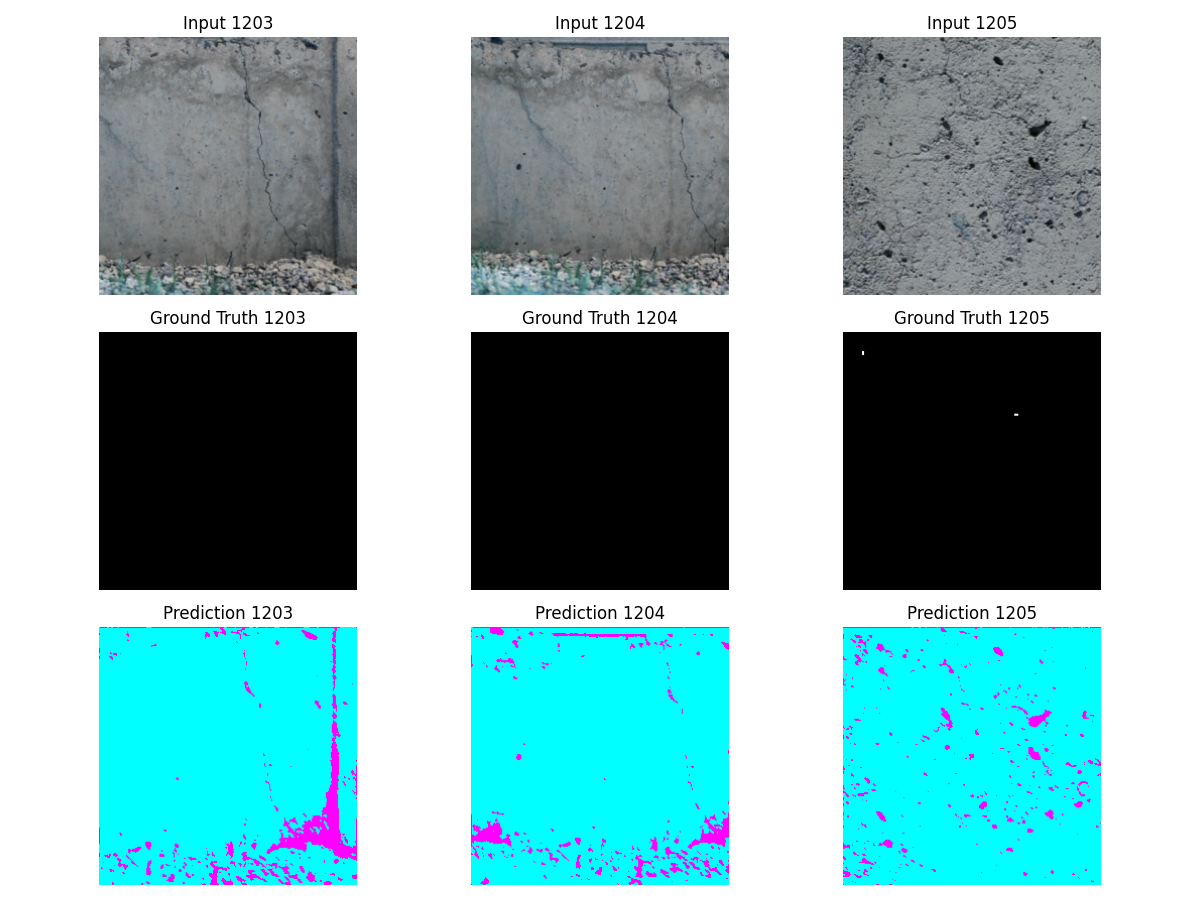 Input 1203
Input 1204
Input 1205
Ground Truth 1203
Ground Truth 1204
Ground Truth 1205
Prediction 1203
Prediction 1204
Prediction 1205